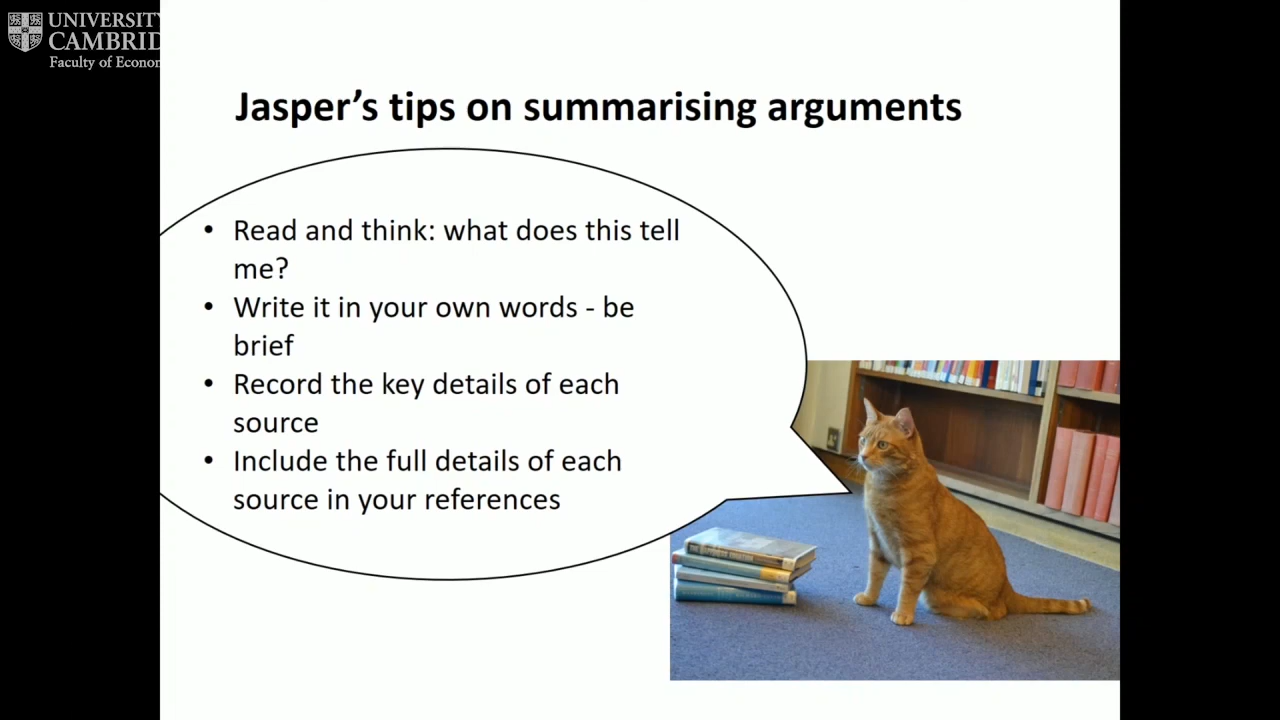 UNIVERSITY
CAMBRID
Faculty of Econom
Jasper’s tips on summarising arguments
• Read and think: what does this tell
me?
• Write it in your own words - be
brief
• Record the key details of each
source
• Include the full details of each
source in your references